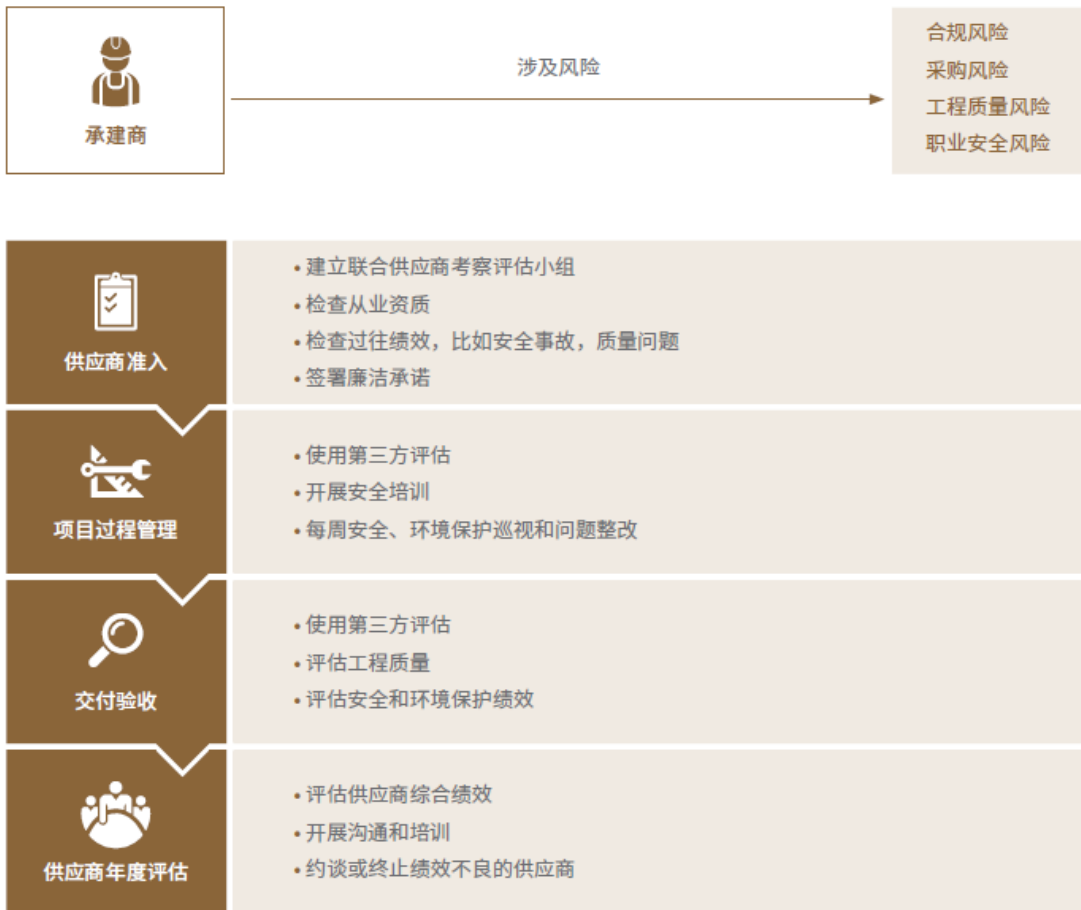 承建商
涉及风险
合规风险
采购风险
工程质量风险
职业安全风险
供应商准入
• 建立联合供应商考察评估小组
• 检查从业资质
• 检查过往绩效，比如安全事故，质量问题
• 签署廉洁承诺
项目过程管理
• 使用第三方评估
• 开展安全培训
• 每周安全、环境保护巡视和问题整改
交付验收
• 使用第三方评估
• 评估工程质量
• 评估安全和环境保护绩效
供应商年度评估
• 评估供应商综合绩效
• 开展沟通和培训
• 约谈或终止绩效不良的供应商